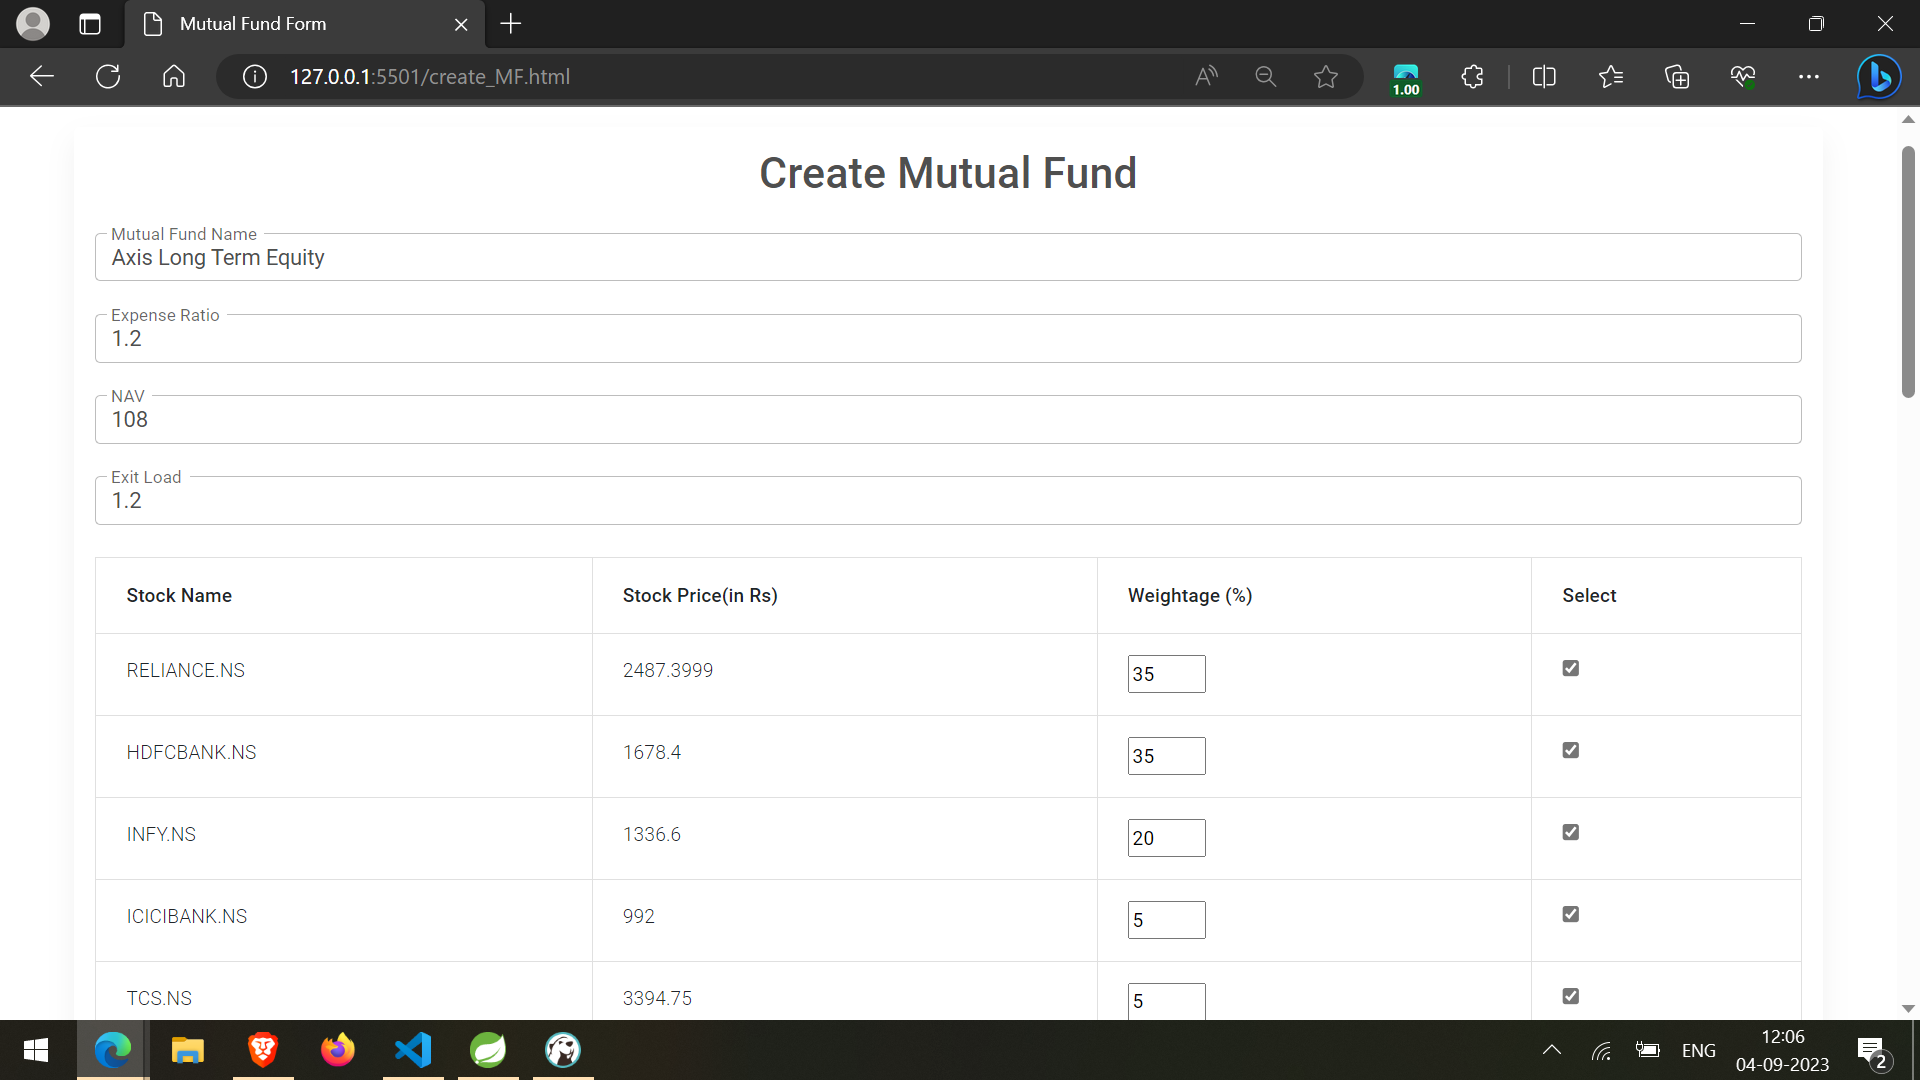 Mutual Fund Form
127.0.0.1:5501/create_MF.html
1.00
Create Mutual Fund
Mutual Fund Name
Axis Long Term Equity
Expense Ratio
1.2
NAV
108
Exit Load
1.2
Stock Name Stock Price(in Rs) Weightage (%) Select
RELIANCE.NS 2487.3999 35
HDFCBANK.NS 1678.4 35
INFY.NS 1336.6 20
ICICIBANK.NS 992 5
TCS.NS 3394.75 5
ENG
12:06
04-09-2023
2